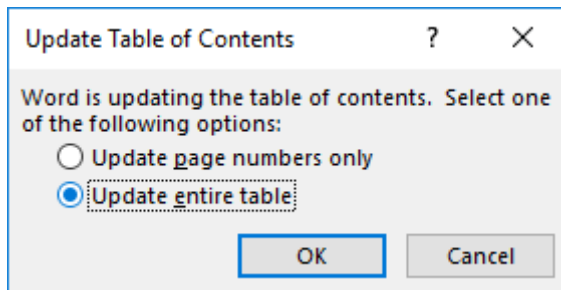 Update Table of Contents ?
Word is updating the table of contents. Select one
of the following options:
Update page numbers only
Update entire table
OK Cancel